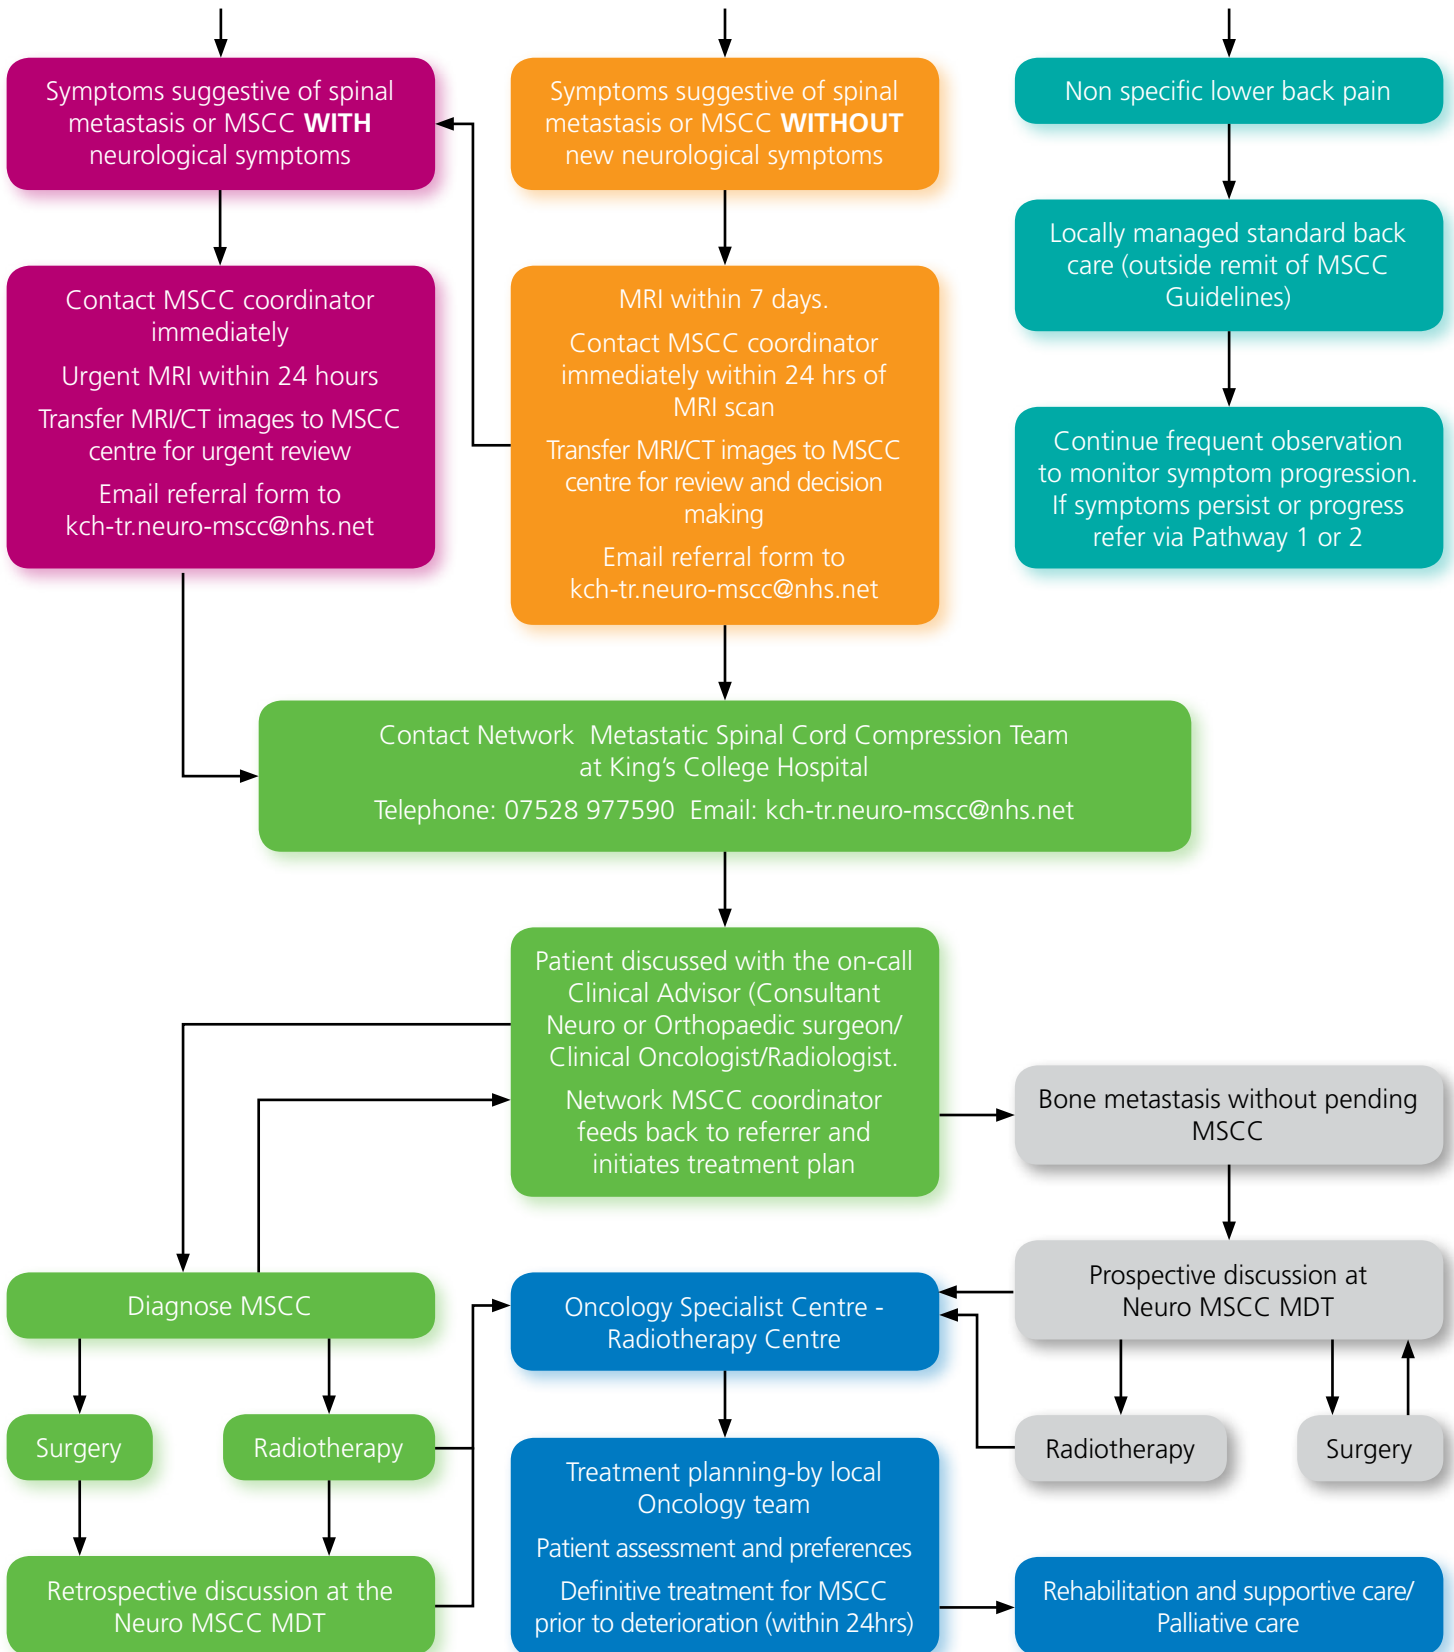 Symptoms suggestive of spinal
metastasis or MSCC WITH
neurological symptoms
Symptoms suggestive of spinal
metastasis or MSCC WITHOUT
new neurological symptoms
Non specific lower back pain
Locally managed standard back
care (outside remit of MSCC
Guidelines)
Contact MSCC coordinator
immediately
Urgent MRI within 24 hours
Transfer MRI/CT images to MSCC
centre for urgent review
Email referral form to
kch-tr.neuro-mscc@nhs.net
MRI within 7 days.
Contact MSCC coordinator
immediately within 24 hrs of
MRI scan
Transfer MRI/CT images to MSCC
centre for review and decision
making
Email referral form to
kch-tr.neuro-mscc@nhs.net
Continue frequent observation
to monitor symptom progression.
If symptoms persist or progress
refer via Pathway 1 or 2
Contact Network Metastatic Spinal Cord Compression Team
at King's College Hospital
Telephone: 07528 977590 Email: kch-tr.neuro-mscc@nhs.net
Patient discussed with the on-call
Clinical Advisor (Consultant
Neuro or Orthopaedic surgeon/
Clinical Oncologist/Radiologist.
Network MSCC coordinator
feeds back to referrer and
initiates treatment plan
Bone metastasis without pending
MSCC
Diagnose MSCC
Oncology Specialist Centre -
Radiotherapy Centre
Prospective discussion at
Neuro MSCC MDT
Surgery
Radiotherapy
Radiotherapy
Surgery
Treatment planning-by local
Oncology team
Patient assessment and preferences
Definitive treatment for MSCC
prior to deterioration (within 24hrs)
Retrospective discussion at the
Neuro MSCC MDT
Rehabilitation and supportive care/
Palliative care